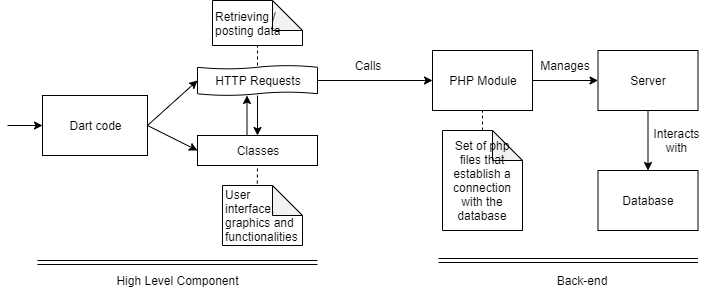 Retrieving /
posting data
HTTP Requests
Calls
PHP Module
Manages
Server
Dart code
Classes
Set of php
files that
establish a
connection
with the
database
Interacts
with
User
interface,
graphics and
functionalities
Database
High Level Component
Back-end